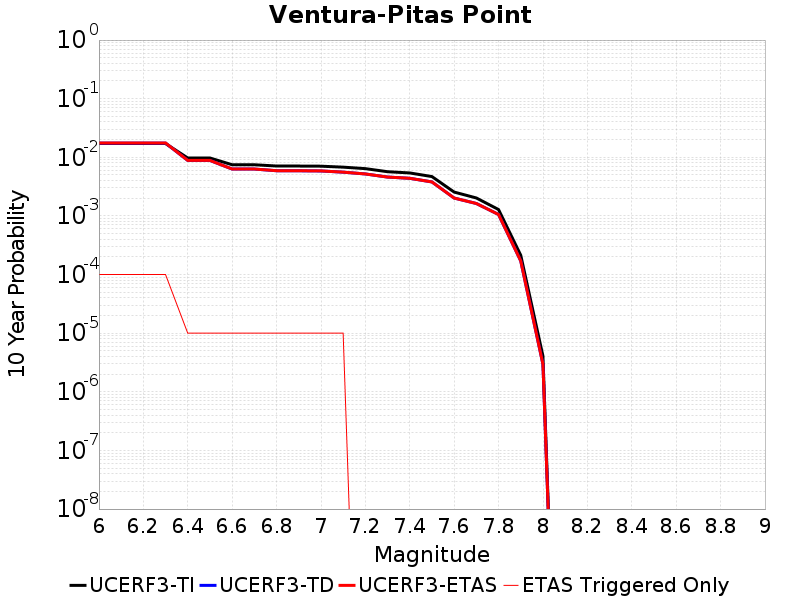 Ventura-Pitas Point
10 Year Probability
10^0
10^-1
10^-2
10^-3
10^-4
10^-5
10^-6
10^-7
10^-8
6 6.2 6.4 6.6 6.8 7 7.2 7.4 7.6 7.8 8 8.2 8.4 8.6 8.8 9
Magnitude
UCERF3-TI UCERF3-TD UCERF3-ETAS ETAS Triggered Only